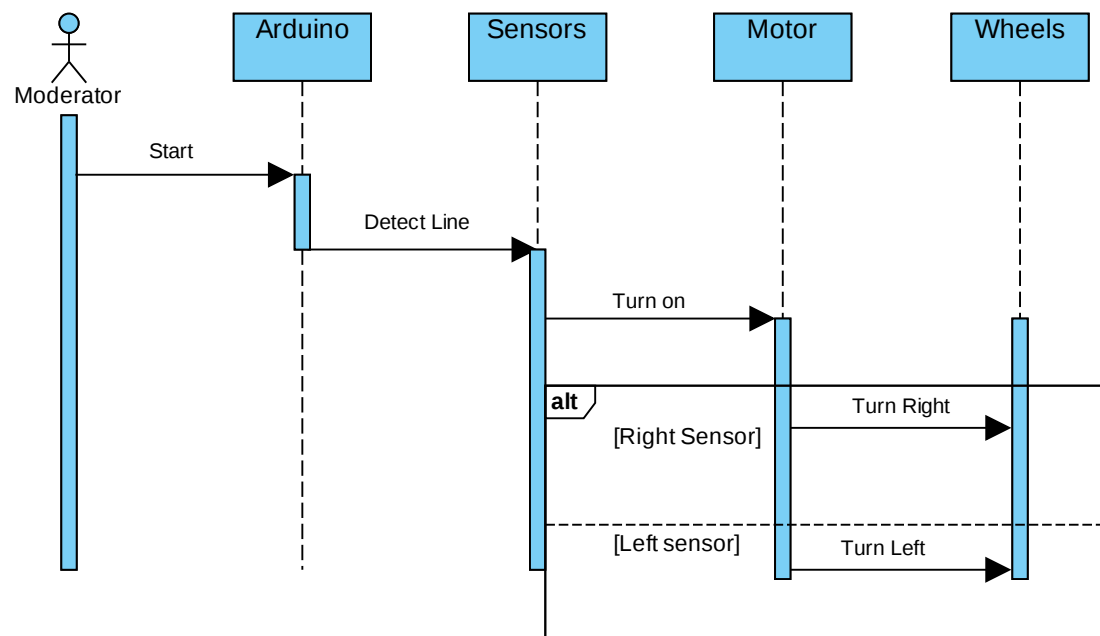 Arduino
Sensors
Motor
Wheels
Moderator
Start
Detect Line
Turn on
alt
Turn Right
[Right Sensor]
[Left sensor]
Turn Left